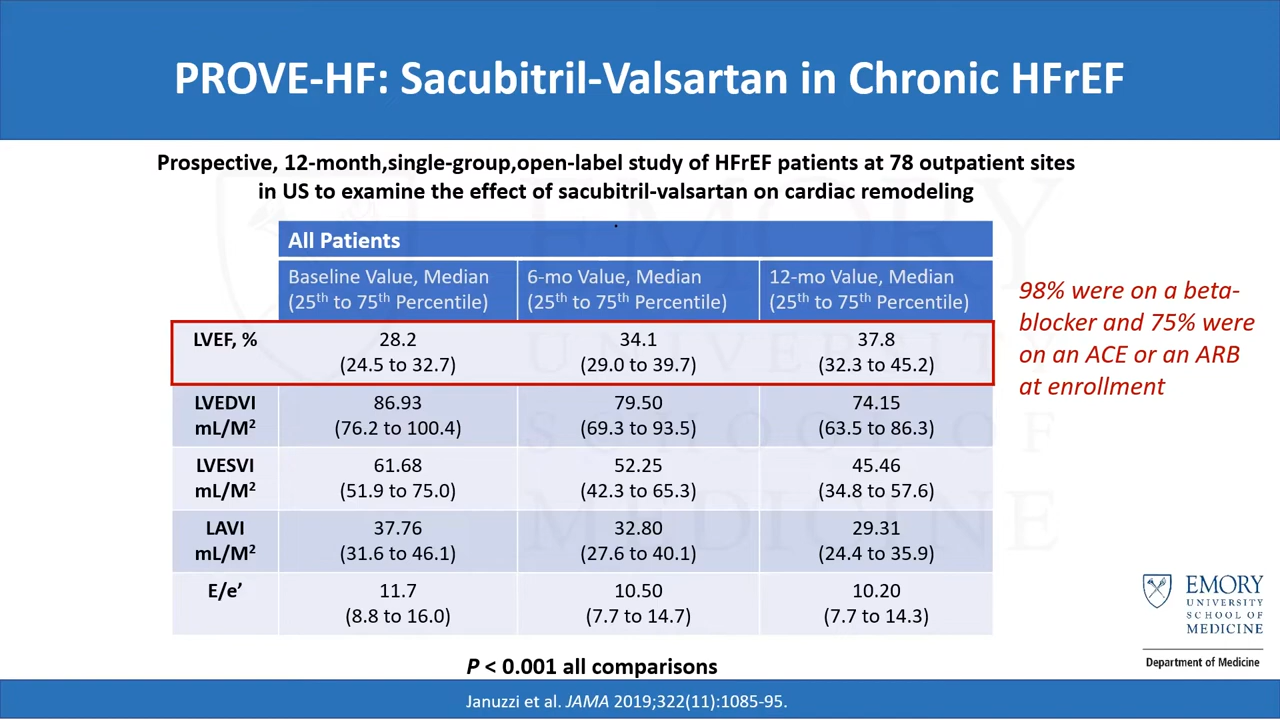 PROVE-HF: Sacubitril-Valsartan in Chronic HFrEF
Prospective, 12-month,single-group,open-label study of HFrEF patients at 78 outpatient sites
in US to examine the effect of sacubitril-valsartan on cardiac remodeling
All Patients
Baseline Value, Median
(25th to 75th Percentile)
6-mo Value, Median
(25th to 75th Percentile)
12-mo Value, Median
(25th to 75th Percentile)
LVEF, %
28.2
(24.5 to 32.7)
34.1
(29.0 to 39.7)
37.8
(32.3 to 45.2)
LVEDVI
mL/M²
86.93
(76.2 to 100.4)
79.50
(69.3 to 93.5)
74.15
(63.5 to 86.3)
LVESVI
mL/M²
61.68
(51.9 to 75.0)
52.25
(42.3 to 65.3)
45.46
(34.8 to 57.6)
LAVI
mL/M²
37.76
(31.6 to 46.1)
32.80
(27.6 to 40.1)
29.31
(24.4 to 35.9)
E/e’
11.7
(8.8 to 16.0)
10.50
(7.7 to 14.7)
10.20
(7.7 to 14.3)
98% were on a beta-
blocker and 75% were
on an ACE or an ARB
at enrollment
P < 0.001 all comparisons
Januzzi et al. JAMA 2019;322(11):1085-95.
EMORY
UNIVERSITY
SCHOOL OF
MEDICINE
Department of Medicine
EMORY
UNIVERSITY
SCHOOL OF
MEDICINE